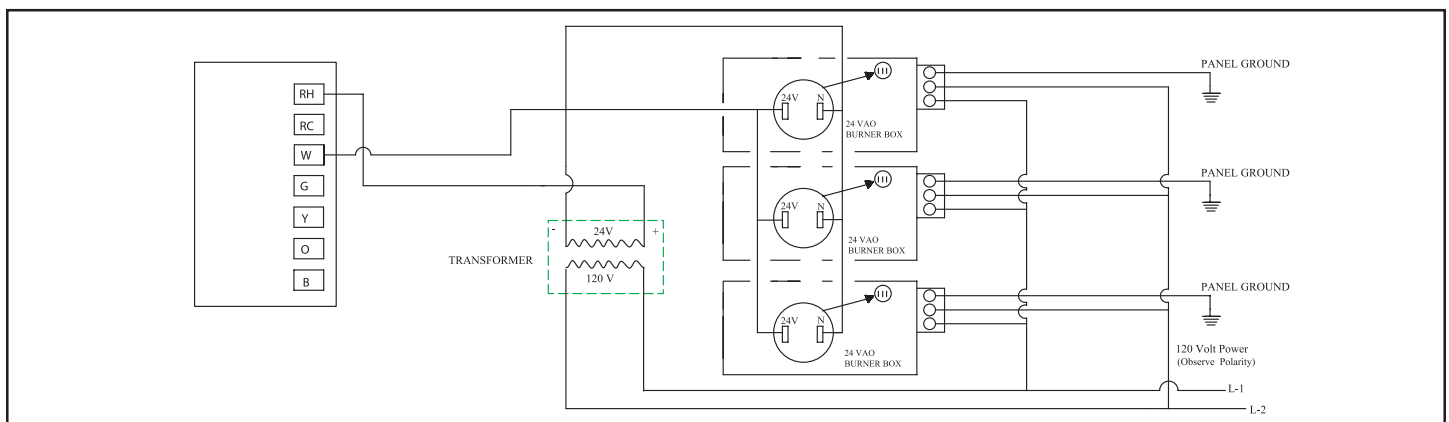 RH
RC
W
G
Y
O
B
TRANSFORMER
- 24V +
120 V
24V N
24 VAO
BURNER BOX
PANEL GROUND
24V N
24 VAO
BURNER BOX
PANEL GROUND
24V N
24 VAO
BURNER BOX
PANEL GROUND
120 Volt Power
(Observe Polarity)
L-1
L-2